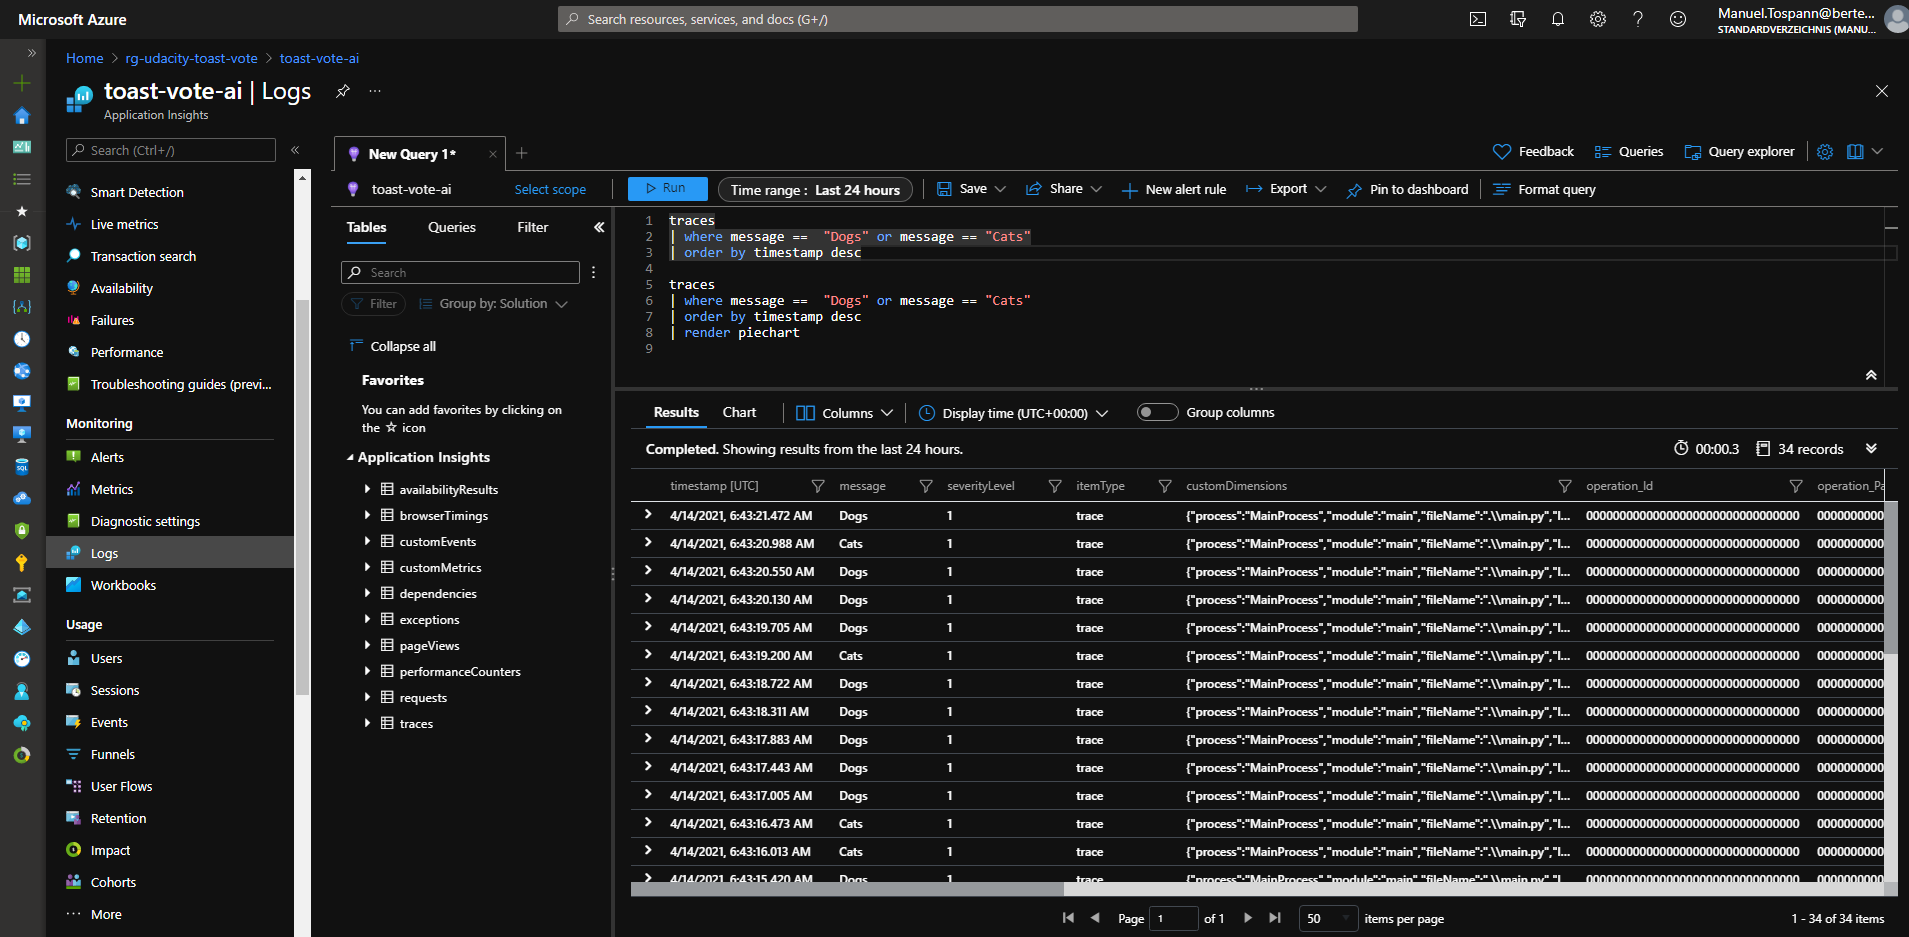 Microsoft Azure
Search resources, services, and docs (G+/)
Manuel.Tospann@berte...
STANDARDVERZEICHNIS (MANU...
Home > rg-udacity-toast-vote > toast-vote-ai
toast-vote-ai | Logs
Application Insights
Search (Ctrl+/)
Smart Detection
Live metrics
Transaction search
Availability
Failures
Performance
Troubleshooting guides (previ...
Monitoring
Alerts
Metrics
Diagnostic settings
Logs
Workbooks
Usage
Users
Sessions
Events
Funnels
User Flows
Retention
Impact
Cohorts
More
New Query 1*
Feedback
Queries
Query explorer
toast-vote-ai
Select scope
Run
Time range : Last 24 hours
Save
Share
New alert rule
Export
Pin to dashboard
Format query
Tables
Queries
Filter
Search
Filter
Group by: Solution
Collapse all
Favorites
You can add favorites by clicking on
the ☆ icon
Application Insights
availabilityResults
browserTimings
customEvents
customMetrics
dependencies
exceptions
pageViews
performanceCounters
requests
traces
1 traces
2 | where message == "Dogs" or message == "Cats"
3 | order by timestamp desc
4
5 traces
6 | where message == "Dogs" or message == "Cats"
7 | order by timestamp desc
8 | render piechart
9
Results
Chart
Columns
Display time (UTC+00:00)
Group columns
Completed. Showing results from the last 24 hours.
00:00.3
34 records
timestamp [UTC] message severityLevel itemType customDimensions operation_Id operation_Pa
4/14/2021, 6:43:21.472 AM Dogs 1 trace {"process":"MainProcess","module":"main","fileName":".\\main.py","l... 00000000000000000000000000000000 0000000000
4/14/2021, 6:43:20.988 AM Cats 1 trace {"process":"MainProcess","module":"main","fileName":".\\main.py","l... 00000000000000000000000000000000 0000000000
4/14/2021, 6:43:20.550 AM Dogs 1 trace {"process":"MainProcess","module":"main","fileName":".\\main.py","l... 00000000000000000000000000000000 0000000000
4/14/2021, 6:43:20.130 AM Dogs 1 trace {"process":"MainProcess","module":"main","fileName":".\\main.py","l... 00000000000000000000000000000000 0000000000
4/14/2021, 6:43:19.705 AM Dogs 1 trace {"process":"MainProcess","module":"main","fileName":".\\main.py","l... 00000000000000000000000000000000 0000000000
4/14/2021, 6:43:19.200 AM Cats 1 trace {"process":"MainProcess","module":"main","fileName":".\\main.py","l... 00000000000000000000000000000000 0000000000
4/14/2021, 6:43:18.722 AM Dogs 1 trace {"process":"MainProcess","module":"main","fileName":".\\main.py","l... 00000000000000000000000000000000 0000000000
4/14/2021, 6:43:18.311 AM Dogs 1 trace {"process":"MainProcess","module":"main","fileName":".\\main.py","l... 00000000000000000000000000000000 0000000000
4/14/2021, 6:43:17.883 AM Dogs 1 trace {"process":"MainProcess","module":"main","fileName":".\\main.py","l... 00000000000000000000000000000000 0000000000
4/14/2021, 6:43:17.443 AM Dogs 1 trace {"process":"MainProcess","module":"main","fileName":".\\main.py","l... 00000000000000000000000000000000 0000000000
4/14/2021, 6:43:17.005 AM Dogs 1 trace {"process":"MainProcess","module":"main","fileName":".\\main.py","l... 00000000000000000000000000000000 0000000000
4/14/2021, 6:43:16.473 AM Cats 1 trace {"process":"MainProcess","module":"main","fileName":".\\main.py","l... 00000000000000000000000000000000 0000000000
4/14/2021, 6:43:16.013 AM Cats 1 trace {"process":"MainProcess","module":"main","fileName":".\\main.py","l... 00000000000000000000000000000000 0000000000
4/14/2021, 6:43:15.420 AM Dogs 1 trace {"process":"MainProcess","module":"main","fileName":".\\main.py","l... 00000000000000000000000000000000 0000000000
Page 1 of 1
50 items per page
1 - 34 of 34 items